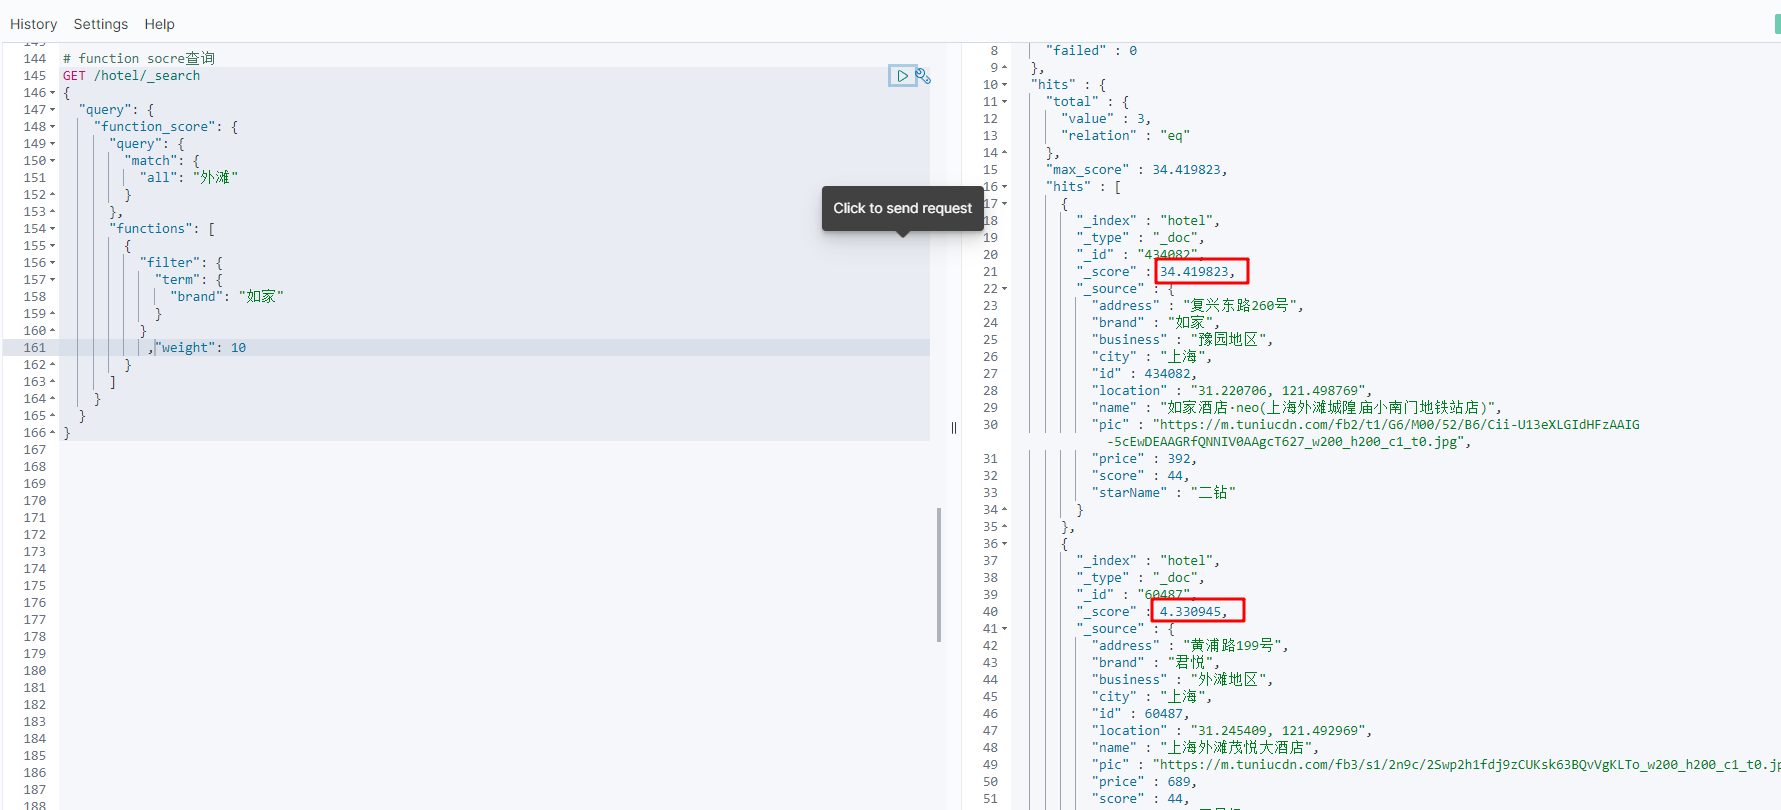 History Settings Help
143
144 # function socre查询
145 GET /hotel/_search
146 {
147 "query": {
148 "function_score": {
149 "query": {
150 "match": {
151 "all": "外滩"
152 }
153 },
154 "functions": [
155 {
156 "filter": {
157 "term": {
158 "brand": "如家"
159 }
160 }
161 ,"weight": 10
162 }
163 ]
164 }
165 }
166 }
167
168
169
170
171
172
173
174
175
176
177
178
179
180
181
182
183
184
185
186
187
188
Click to send request
8 "failed" : 0
9 },
10 "hits" : {
11 "total" : {
12 "value" : 3,
13 "relation" : "eq"
14 },
15 "max_score" : 34.419823,
16 "hits" : [
17 {
18 "_index" : "hotel",
19 "_type" : "_doc",
20 "_id" : "434082",
21 "_score" : 34.419823,
22 "_source" : {
23 "address" : "复兴东路260号",
24 "brand" : "如家",
25 "business" : "豫园地区",
26 "city" : "上海",
27 "id" : 434082,
28 "location" : "31.220706, 121.498769",
29 "name" : "如家酒店·neo(上海外滩城隍庙小南门地铁站店)",
30 "pic" : "https://m.tuniucdn.com/fb2/t1/G6/M00/52/B6/Cii-U13eXLGIdHFzAAIG
-5cEwDEAAGRfQNNIV0AAgcT627_w200_h200_c1_t0.jpg",
31 "price" : 392,
32 "score" : 44,
33 "starName" : "二钻"
34 }
35 },
36 {
37 "_index" : "hotel",
38 "_type" : "_doc",
39 "_id" : "60487",
40 "_score" : 4.330945,
41 "_source" : {
42 "address" : "黄浦路199号",
43 "brand" : "君悦",
44 "business" : "外滩地区",
45 "city" : "上海",
46 "id" : 60487,
47 "location" : "31.245409, 121.492969",
48 "name" : "上海外滩茂悦大酒店",
49 "pic" : "https://m.tuniucdn.com/fb3/s1/2n9c/2Swp2h1fdj9zCUKsk63BQvVgKLTo_w200_h200_c1_t0.jp
50 "price" : 689,
51 "score" : 44,